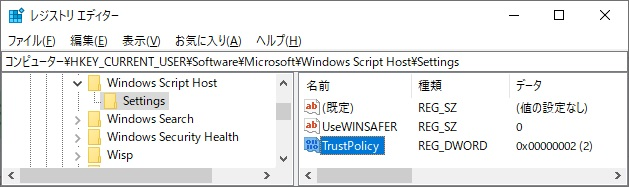 レジストリ エディター
ファイル(F) 編集(E) 表示(V) お気に入り(A) ヘルプ(H)
コンピューター¥HKEY_CURRENT_USER¥Software¥Microsoft¥Windows Script Host¥Settings
Windows Script Host
Settings
Windows Search
Windows Security Health
Wisp
名前 種類 データ
(既定) REG_SZ (値の設定なし)
UseWINSAFER REG_SZ 0
TrustPolicy REG_DWORD 0x00000002 (2)